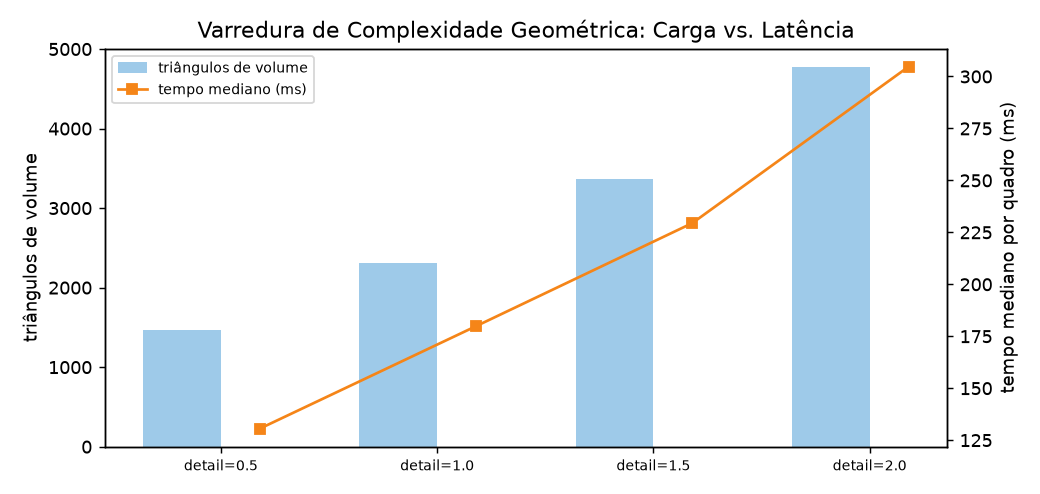 Varredura de Complexidade Geométrica: Carga vs. Latência
triângulos de volume
tempo mediano (ms)
triângulos de volume
5000
4000
3000
2000
1000
0
300
275
250
225
200
175
150
125
tempo mediano por quadro (ms)
detail=0.5
detail=1.0
detail=1.5
detail=2.0